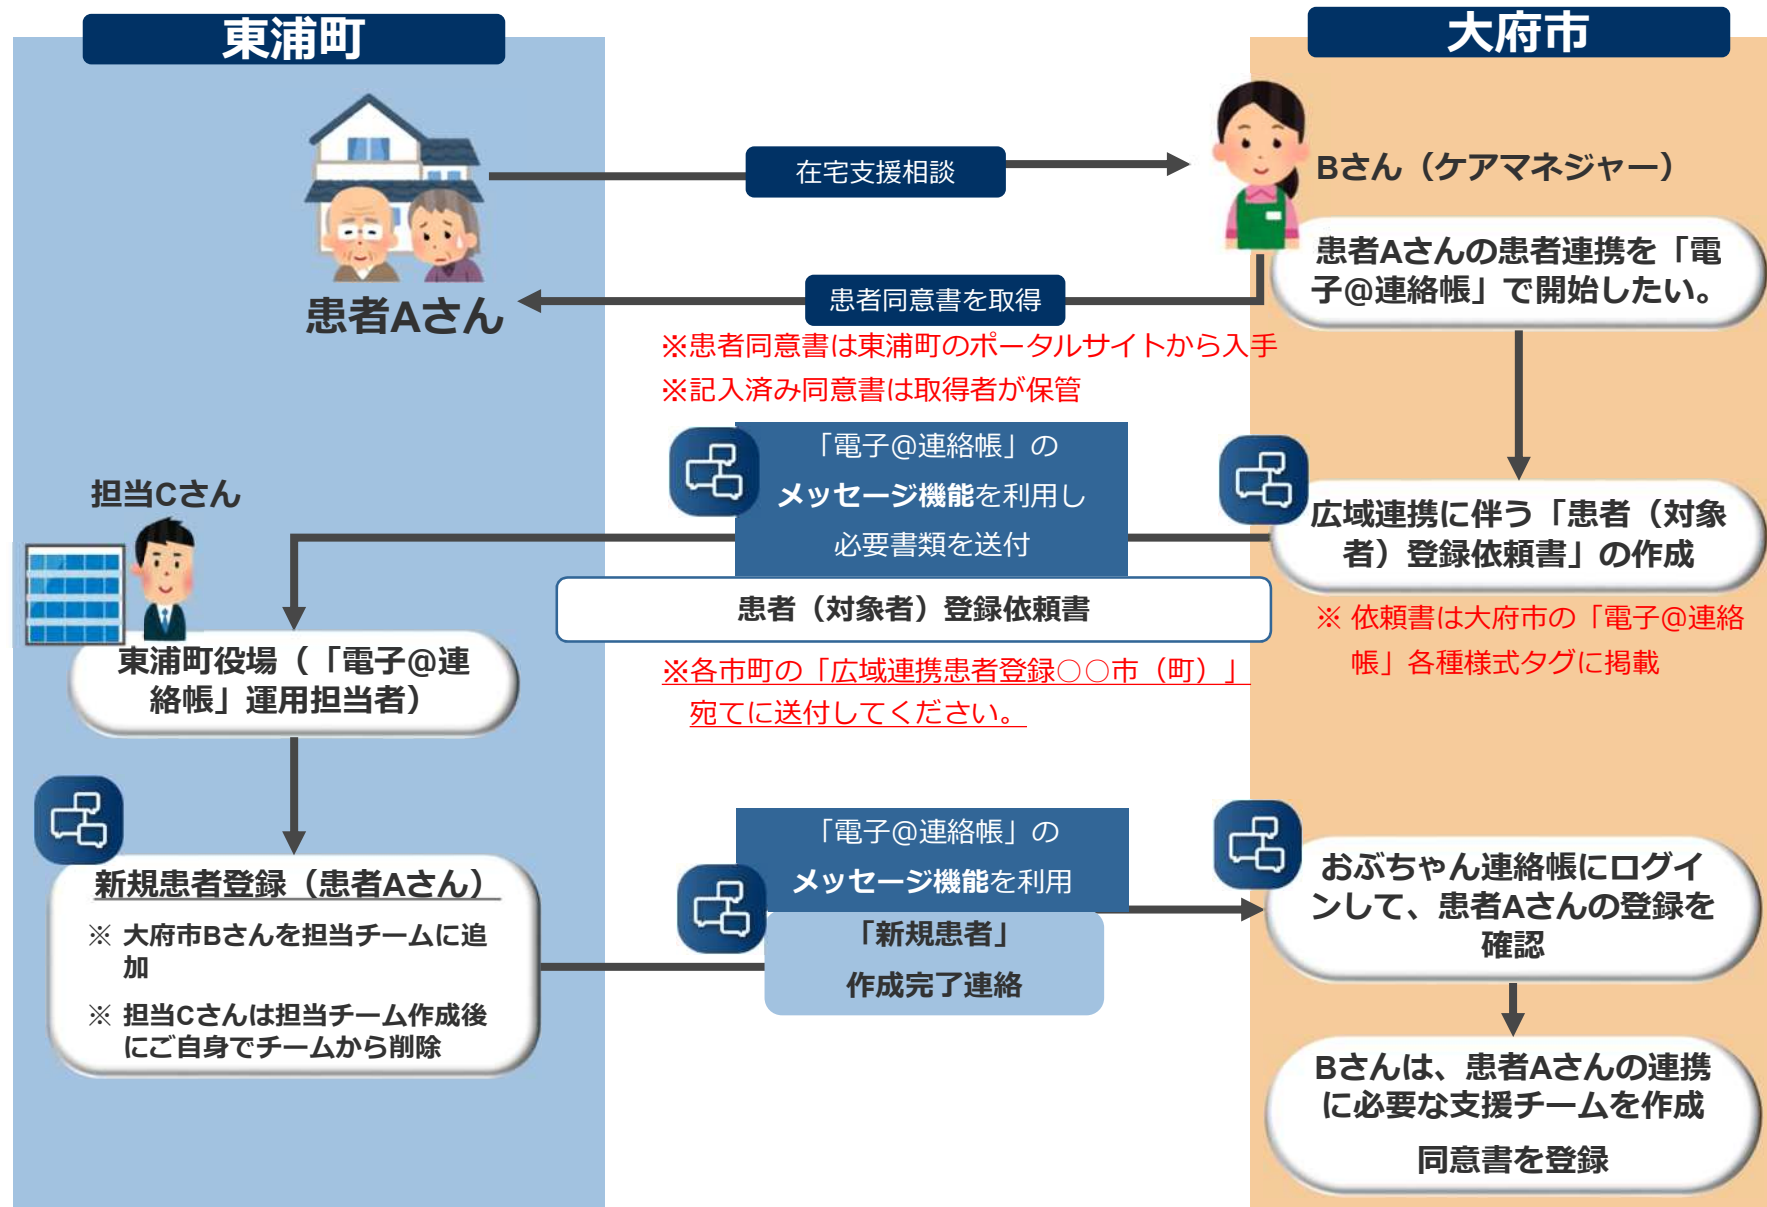 東浦町
大府市
在宅支援相談
Bさん（ケアマネジャー）
患者Aさんの患者連携を「電
子@連絡帳」で開始したい。
患者同意書を取得
患者Aさん
※患者同意書は東浦町のポータルサイトから入手
※記入済み同意書は取得者が保管
「電子@連絡帳」の
メッセージ機能を利用し
必要書類を送付
広域連携に伴う「患者（対象
者）登録依頼書」の作成
担当Cさん
患者（対象者）登録依頼書
※ 依頼書は大府市の「電子@連絡
帳」各種様式タグに掲載
東浦町役場（「電子@連
絡帳」運用担当者）
※各市町の「広域連携患者登録○○市（町）」
宛てに送付してください。
新規患者登録（患者Aさん）
※ 大府市Bさんを担当チームに追
加
※ 担当Cさんは担当チーム作成後
にご自身でチームから削除
「電子@連絡帳」の
メッセージ機能を利用
「新規患者」
作成完了連絡
おぶちゃん連絡帳にログイ
ンして、患者Aさんの登録を
確認
Bさんは、患者Aさんの連携
に必要な支援チームを作成
同意書を登録